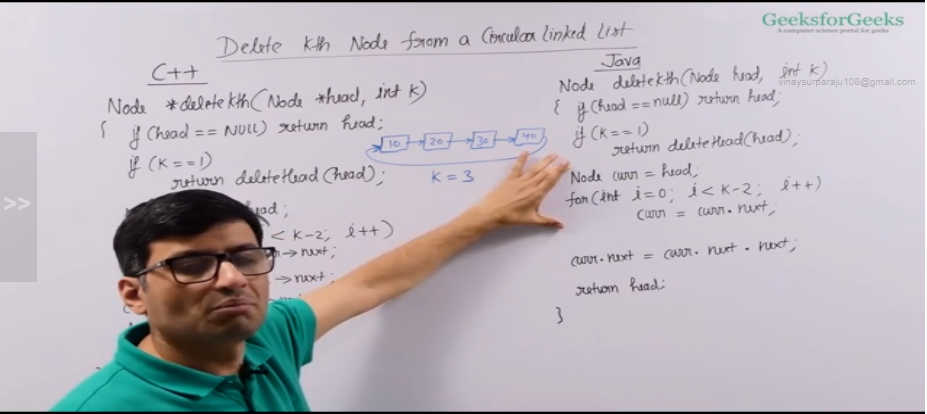 GeeksforGeeks
A computer science portal for geeks
Delete kth Node from a Circular Linked List
C++
Node *deletekth(Node *head, int k)
{ if (head == NULL) return head;
if (k==1)
return deleteHead(head);
ead;
< k-2; i++)
→next;
→next;
10 20 30 40
k = 3
Java
Node deletekth(Node head, int k)
vinaysurparaju108@gmail.com
{ if (head == null) return head;
if (k==1)
return deleteHead(head);
Node curr = head;
for(int i=0; i<k-2; i++)
curr = curr.next;
curr.next = curr.next.next;
return head;
}
>>